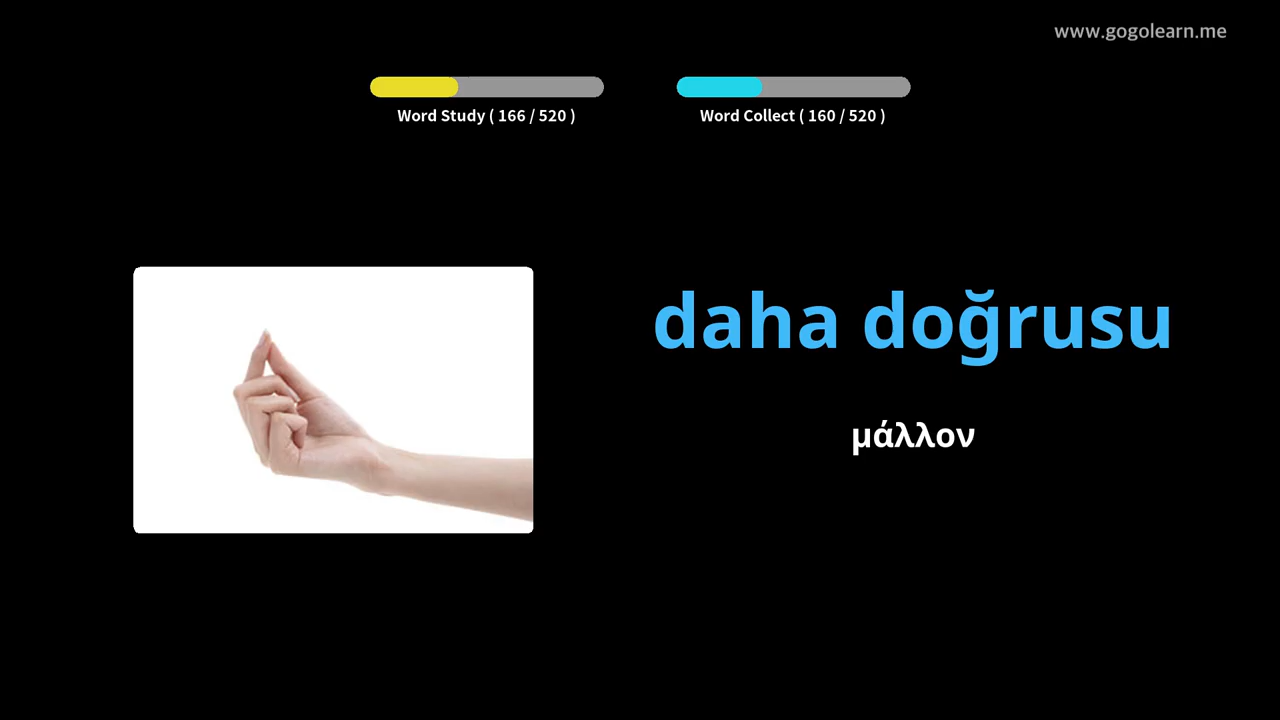 www.gogolearn.me
Word Study ( 166 / 520 )
Word Collect ( 160 / 520 )
daha doğrusu
μάλλον